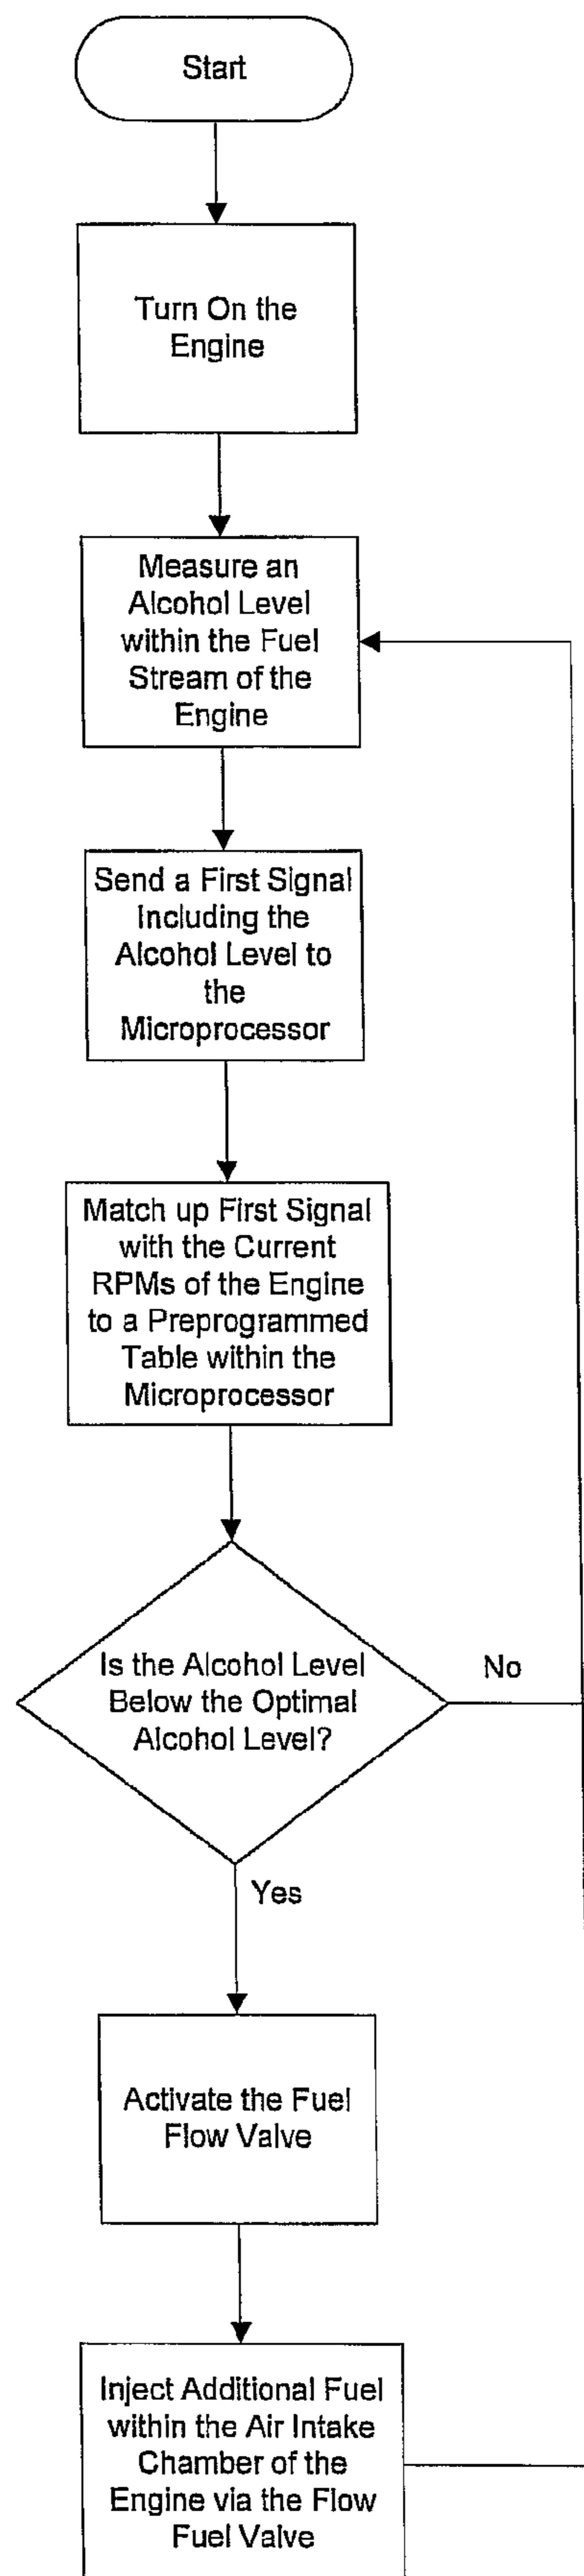 Start
Turn On the
Engine
Measure an
Alcohol Level
within the Fuel
Stream of the
Engine
Send a First Signal
Including the
Alcohol Level to
the
Microprocessor
Match up First Signal
with the Current
RPMs of the Engine
to a Preprogrammed
Table within the
Microprocessor
Is the Alcohol Level
Below the Optimal
Alcohol Level?
No
Yes
Activate the Fuel
Flow Valve
Inject Additional Fuel
within the Air Intake
Chamber of the
Engine via the Flow
Fuel Valve